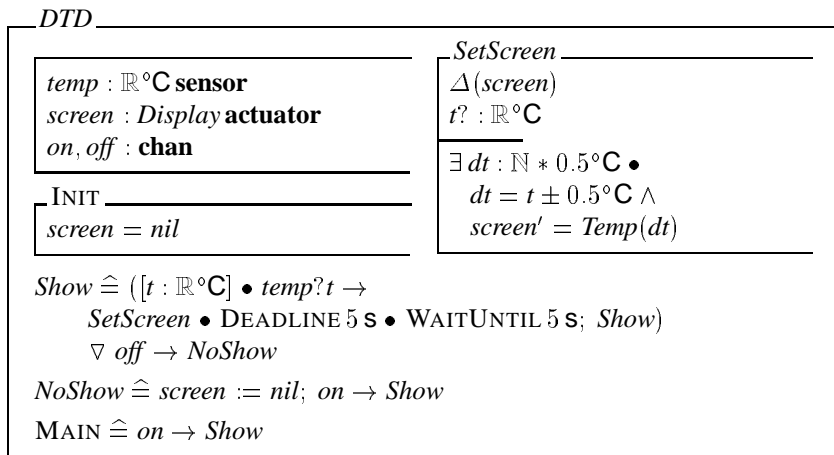 DTD
temp : ℝ°C sensor
screen : Display actuator
on, off : chan
INIT
screen = nil
SetScreen
Δ(screen)
t? : ℝ°C
∃ dt : ℕ * 0.5°C •
dt = t ± 0.5°C ∧
screen′ = Temp(dt)
Show ≙ ([t : ℝ°C] • temp?t →
SetScreen • DEADLINE 5 s • WAITUNTIL 5 s; Show)
▽ off → NoShow
NoShow ≙ screen := nil; on → Show
MAIN ≙ on → Show